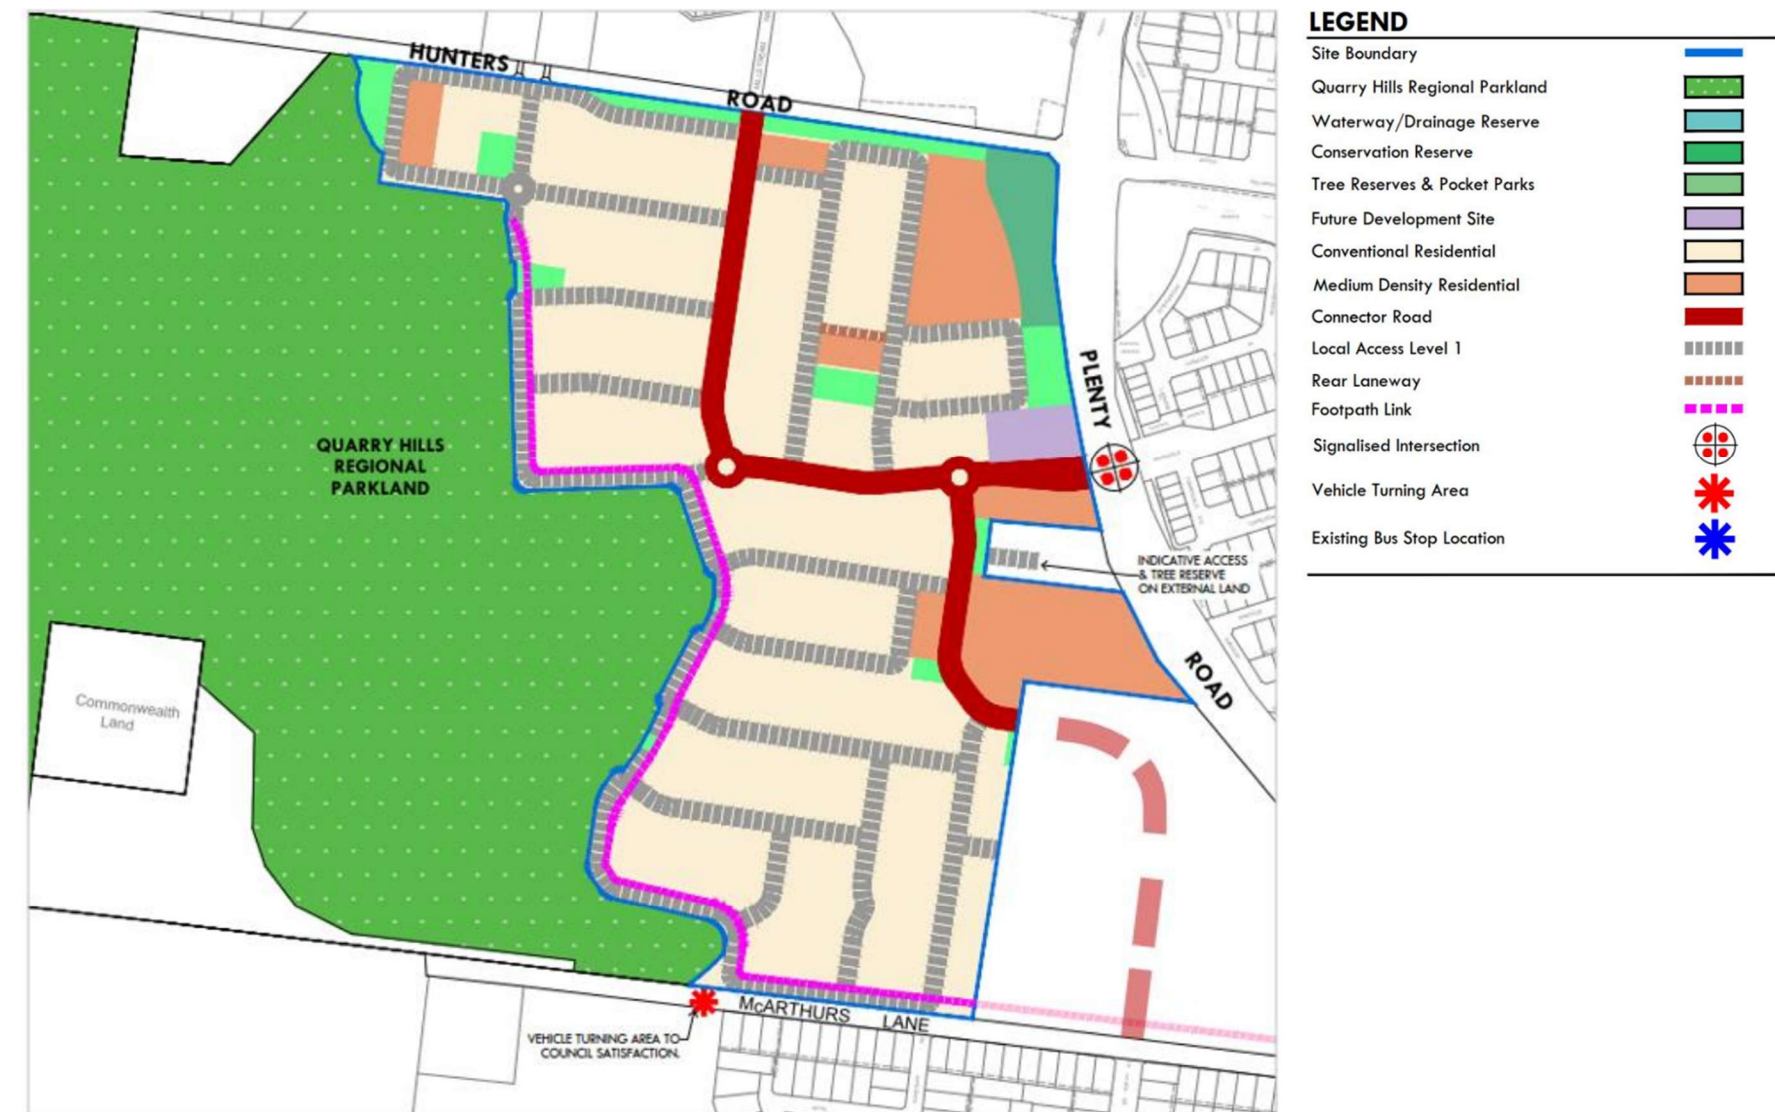 HUNTERS
ROAD
PLENTY
ROAD
QUARRY HILLS
REGIONAL
PARKLAND
Commonwealth
Land
INDICATIVE ACCESS
& TREE RESERVE
ON EXTERNAL LAND
McARTHURS LANE
VEHICLE TURNING AREA TO
COUNCIL SATISFACTION.
LEGEND
Site Boundary
Quarry Hills Regional Parkland
Waterway/Drainage Reserve
Conservation Reserve
Tree Reserves & Pocket Parks
Future Development Site
Conventional Residential
Medium Density Residential
Connector Road
Local Access Level 1
Rear Laneway
Footpath Link
Signalised Intersection
Vehicle Turning Area
Existing Bus Stop Location